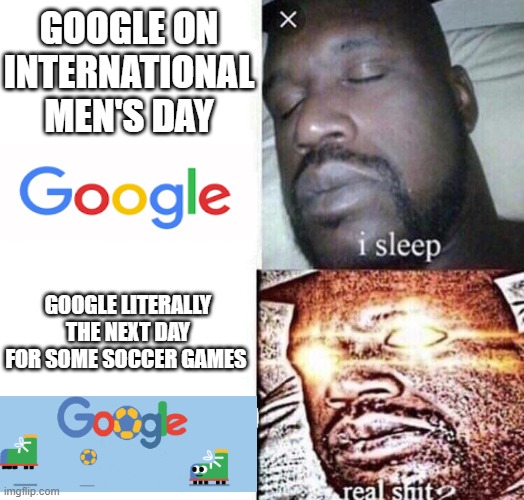 GOOGLE ON
INTERNATIONAL
MEN'S DAY
Google
i sleep
GOOGLE LITERALLY
THE NEXT DAY
FOR SOME SOCCER GAMES
Google
real shit
imgflip.com